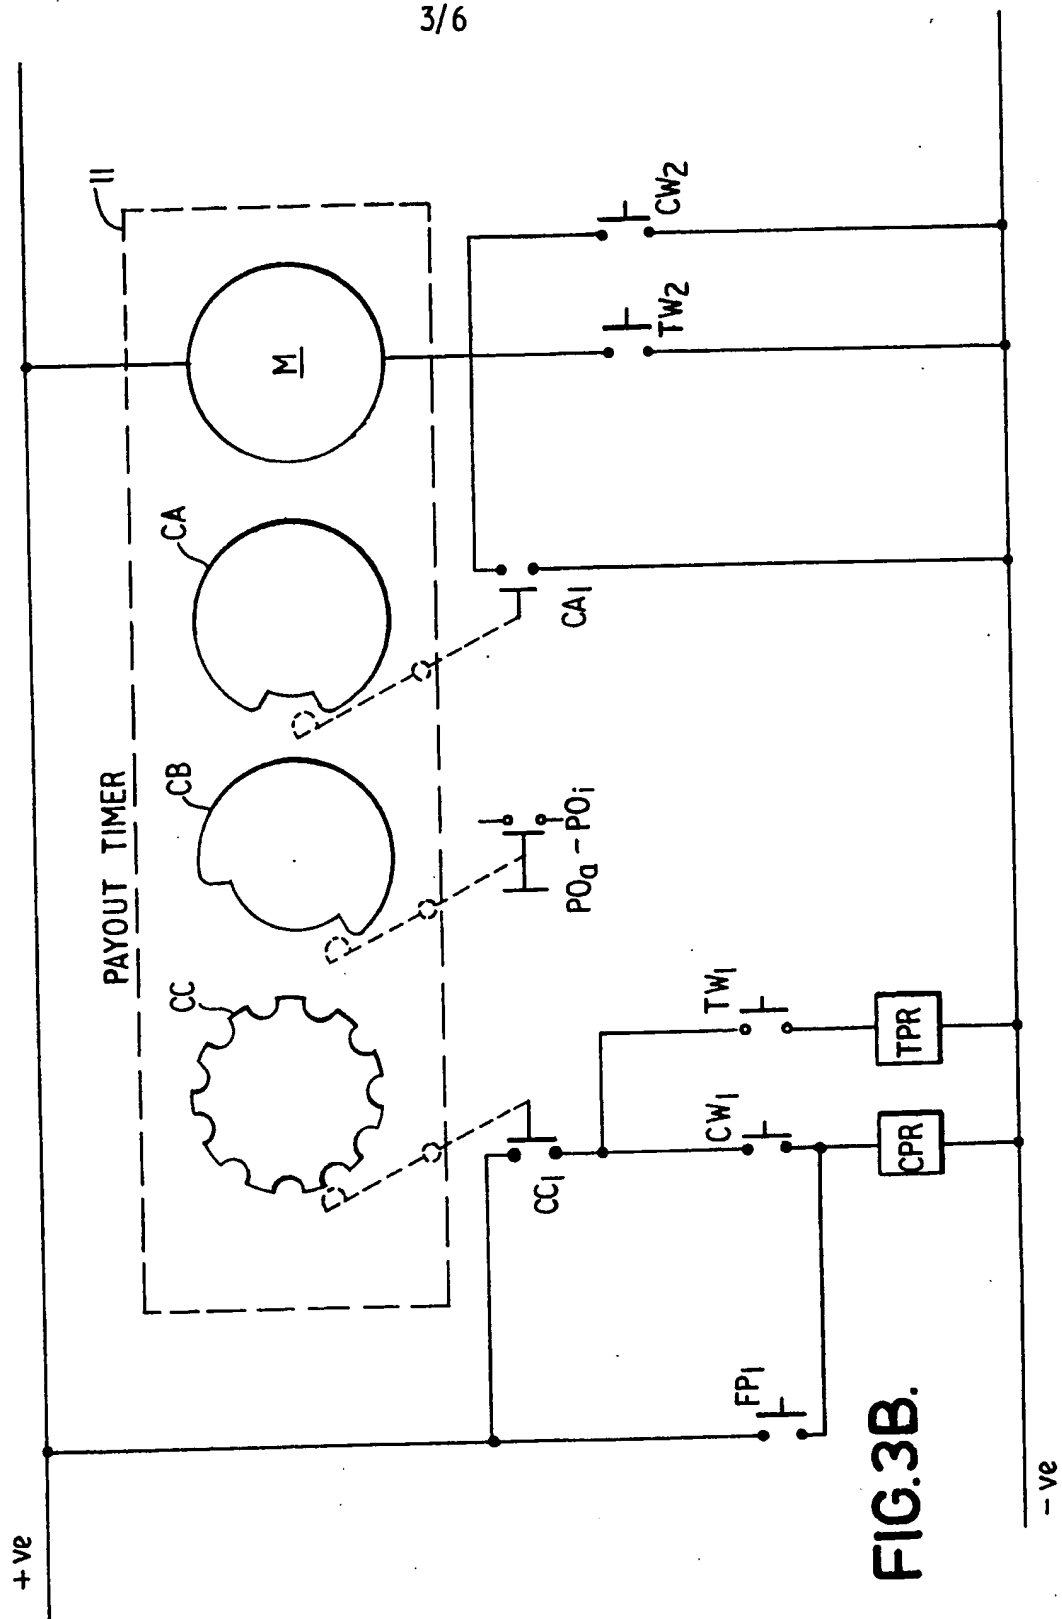 3/6
+ve
PAYOUT TIMER
11
CC
CB
CA
M
CC1
POa - POi
CA1
FP1
CW1
TW1
TW2
CW2
CPR
TPR
- ve
FIG.3B.